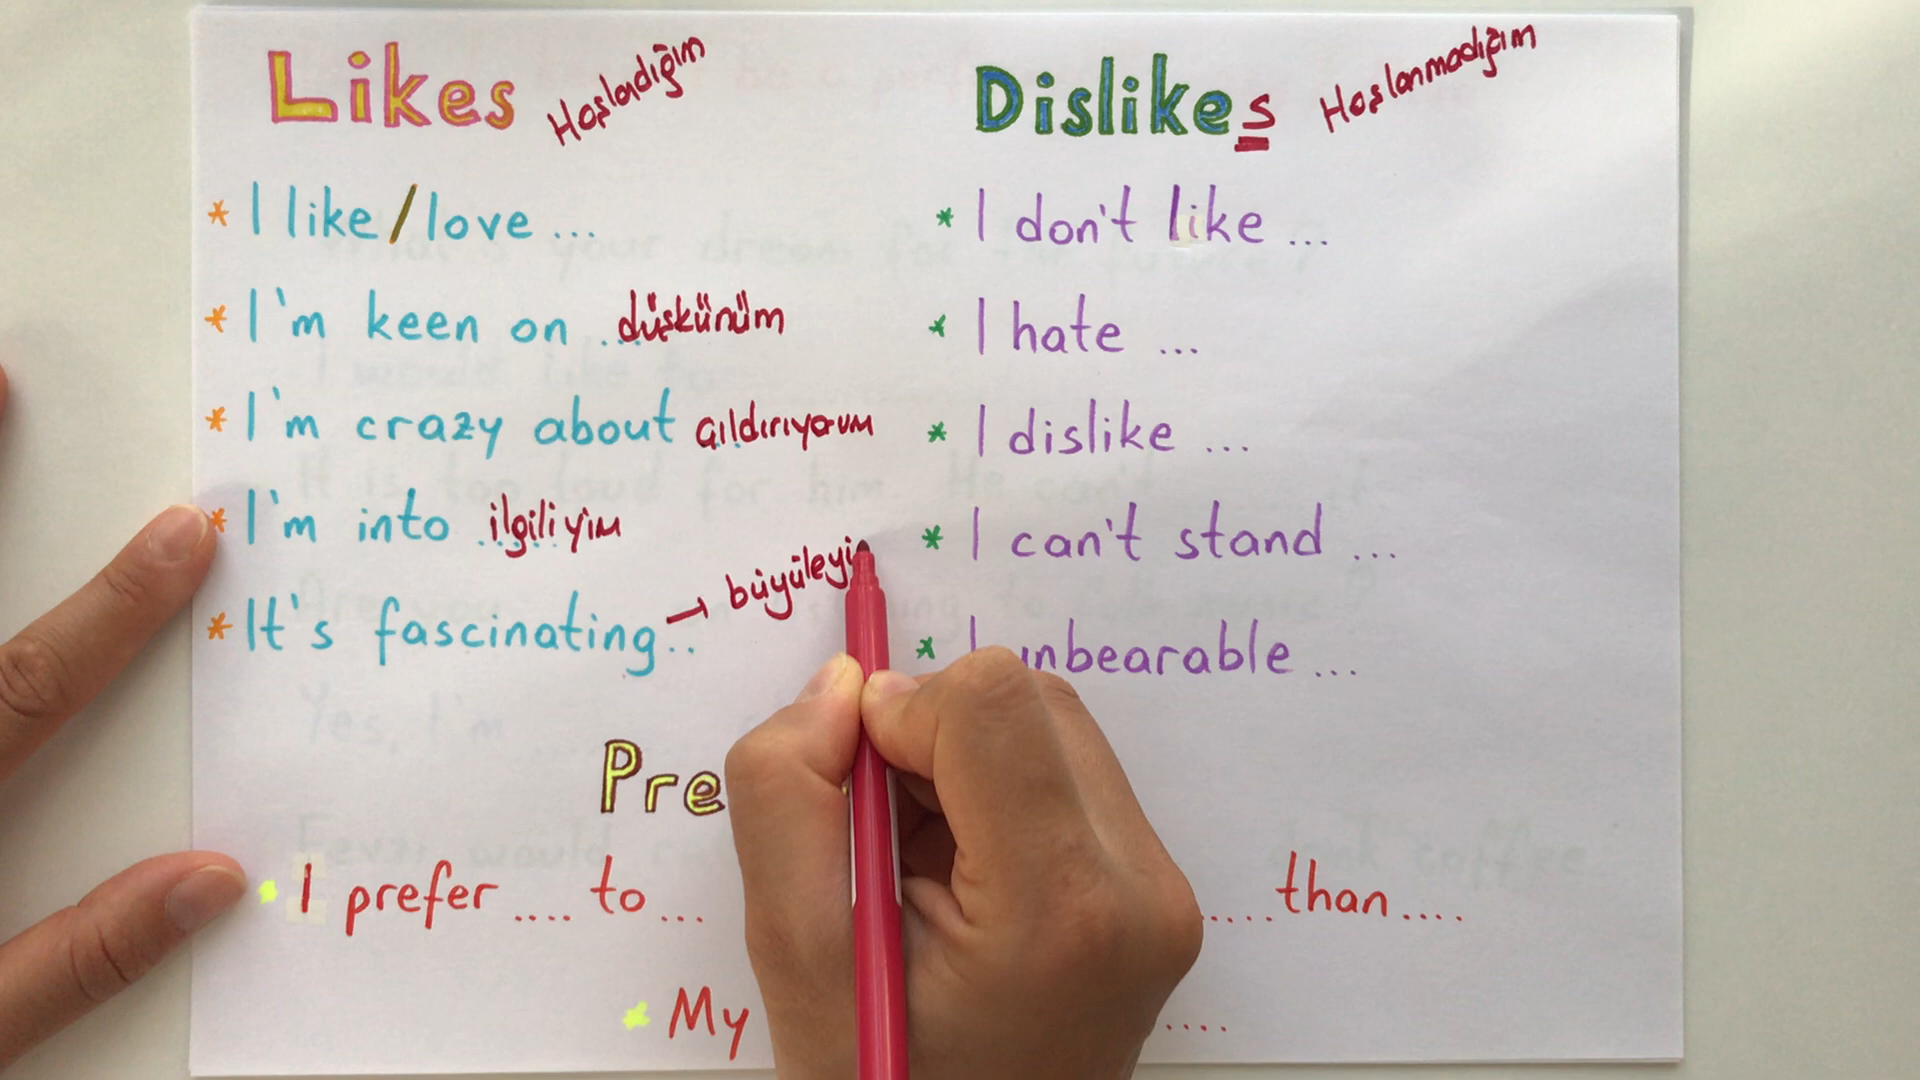 Likes Hoşladığım
* I like/love ...
* I'm keen on ... düşkünüm
* I'm crazy about çıldırıyorum
* I'm into ... ilgiliyim
* It's fascinating.. → büyüleyi
Dislikes Hoşlanmadığım
* I don't like ...
* I hate ...
* I dislike ...
* I can't stand ...
* I unbearable ...
Pre
* I prefer .... to ... .... than ....
* My ....